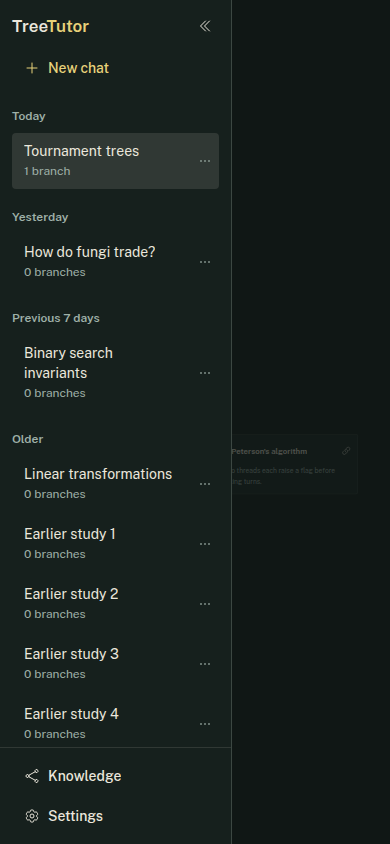 TreeTutor
New chat
Today
Tournament trees
1 branch
Yesterday
How do fungi trade?
0 branches
Previous 7 days
Binary search
invariants
0 branches
Older
Linear transformations
0 branches
Earlier study 1
0 branches
Earlier study 2
0 branches
Earlier study 3
0 branches
Earlier study 4
0 branches
Knowledge
Settings
Peterson's algorithm
threads each raise a flag before
turns.